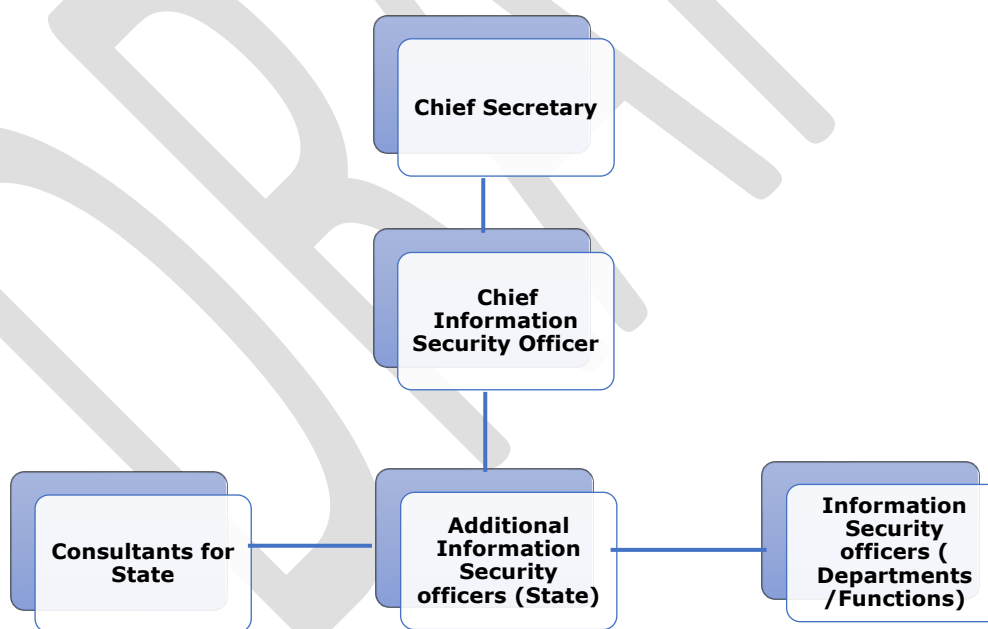 Chief Secretary
Chief
Information
Security Officer
Consultants for
State
Additional
Information
Security
officers (State)
Information
Security
officers (
Departments
/Functions)